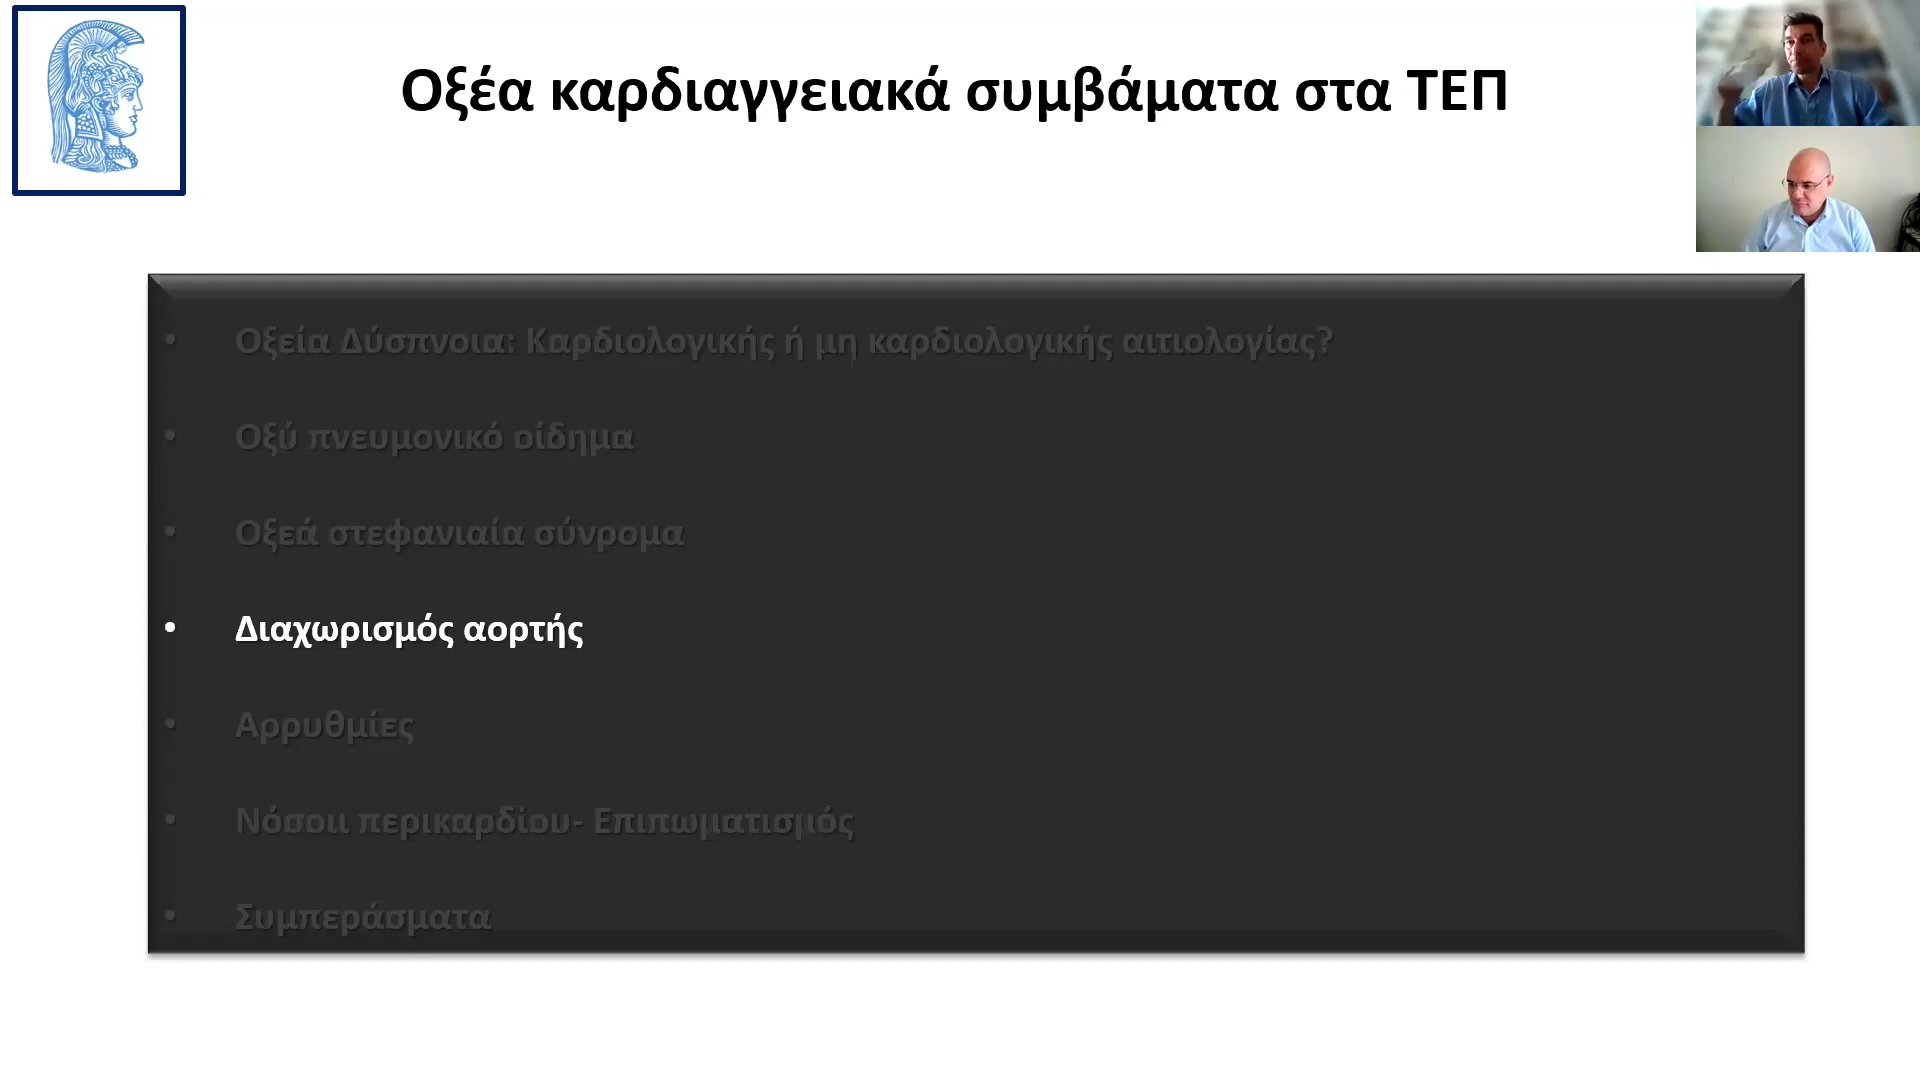 Οξέα καρδιαγγειακά συμβάματα στα ΤΕΠ
• Οξεία Δύσπνοια: Καρδιολογικής ή μη καρδιολογικής αιτιολογίας?
• Οξύ πνευμονικό οίδημα
• Οξεά στεφανιαία σύνρομα
• Διαχωρισμός αορτής
• Αρρυθμίες
• Νόσοιι περικαρδίου- Επιπωματισμός
• Συμπεράσματα